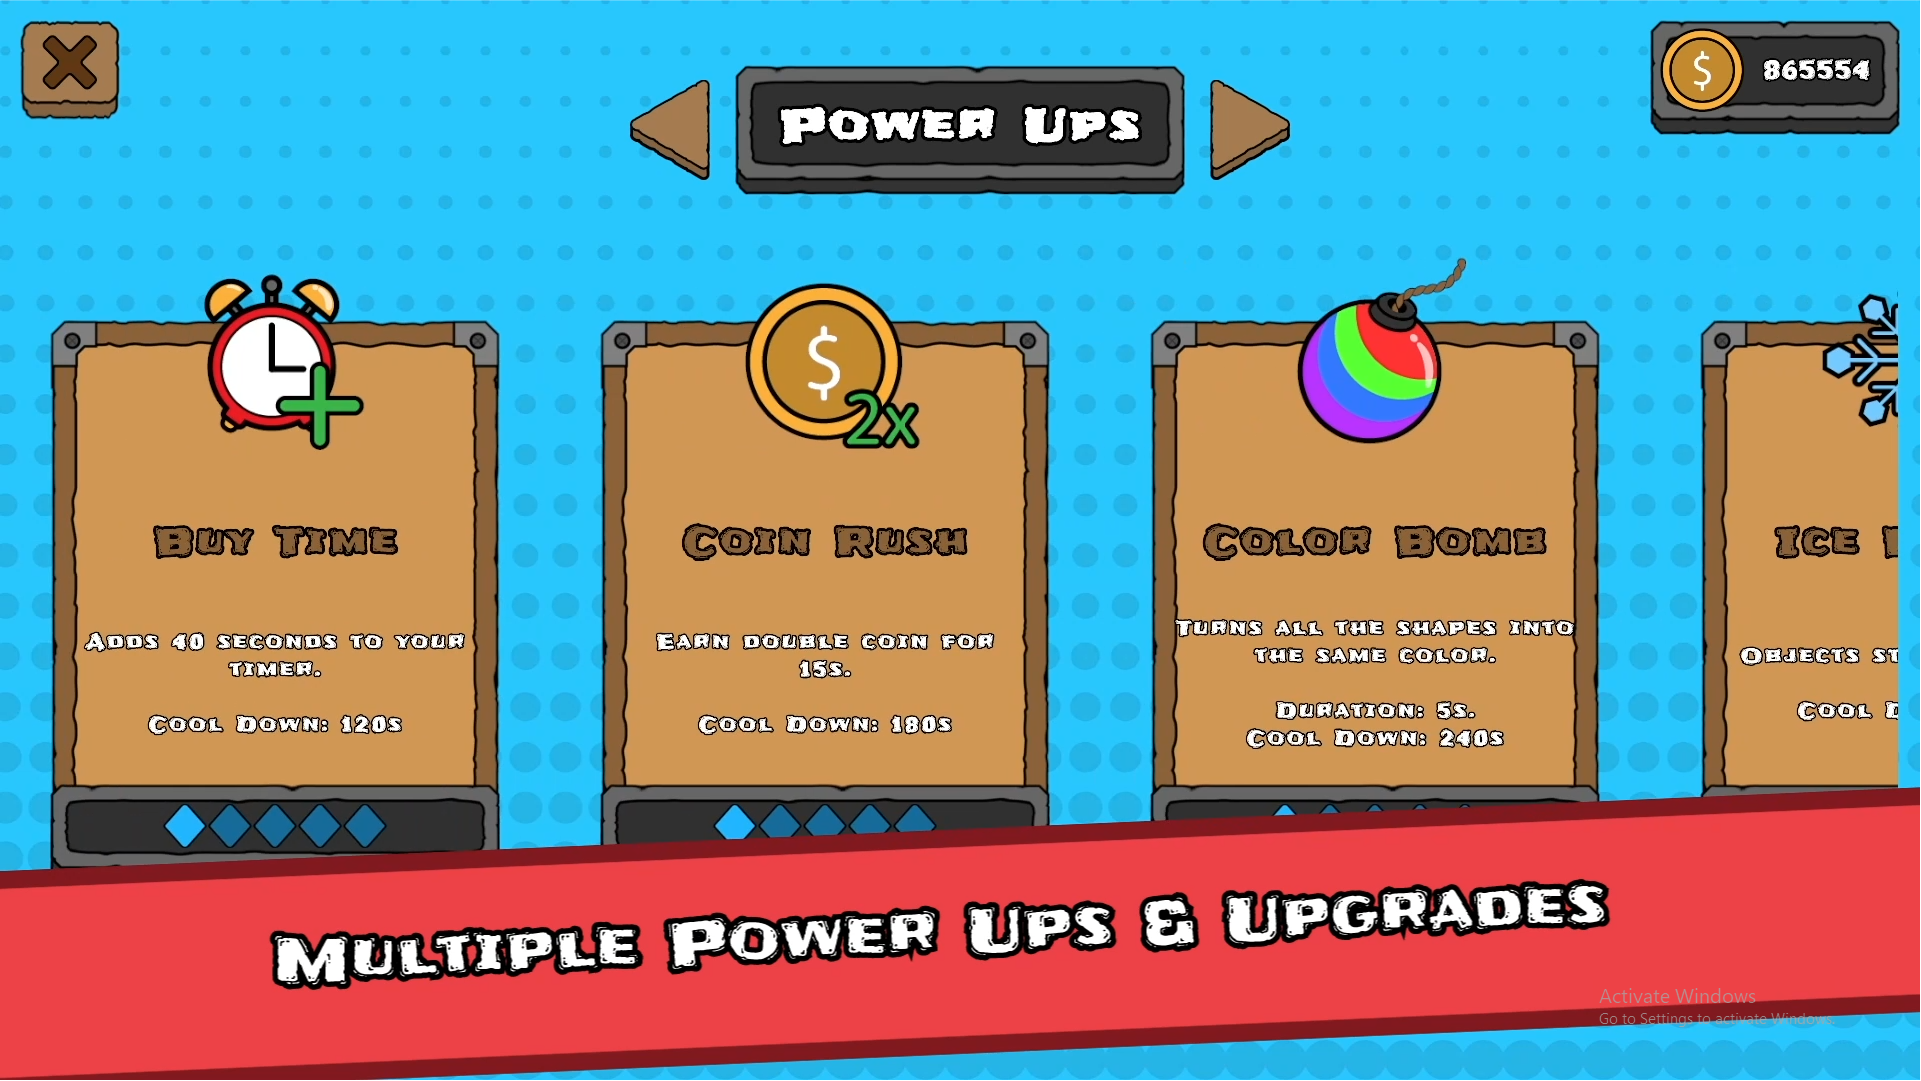 $ 865554
Power Ups
$
2x
Buy Time
Coin Rush
Color Bomb
Ice
Adds 40 seconds to your
timer.
Cool Down: 120s
Earn double coin for
15s.
Cool Down: 180s
Turns all the shapes into
the same color.
Duration: 5s.
Cool Down: 240s
Objects st
Cool D
Multiple Power Ups & Upgrades
Activate Windows
Go to Settings to activate Windows.